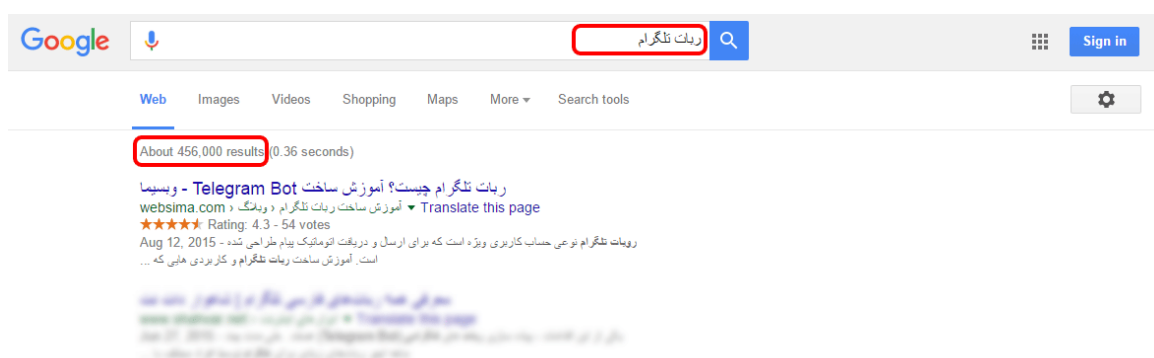 Google
ربات تلگرام
Sign in
Web Images Videos Shopping Maps More Search tools
About 456,000 results (0.36 seconds)
ربات تلگرام چیست؟ آموزش ساخت Telegram Bot - وبسیما
websima.com › وبلاگ › آموزش ساخت ربات تلگرام ▼ Translate this page
Rating: 4.3 - 54 votes
Aug 12, 2015 - روبات تلگرام نوعی حساب کاربری ویژه است که برای ارسال و دریافت اتوماتیک پیام طراحی شده
است. آموزش ساخت ربات تلگرام و کاربردی هایی که ...